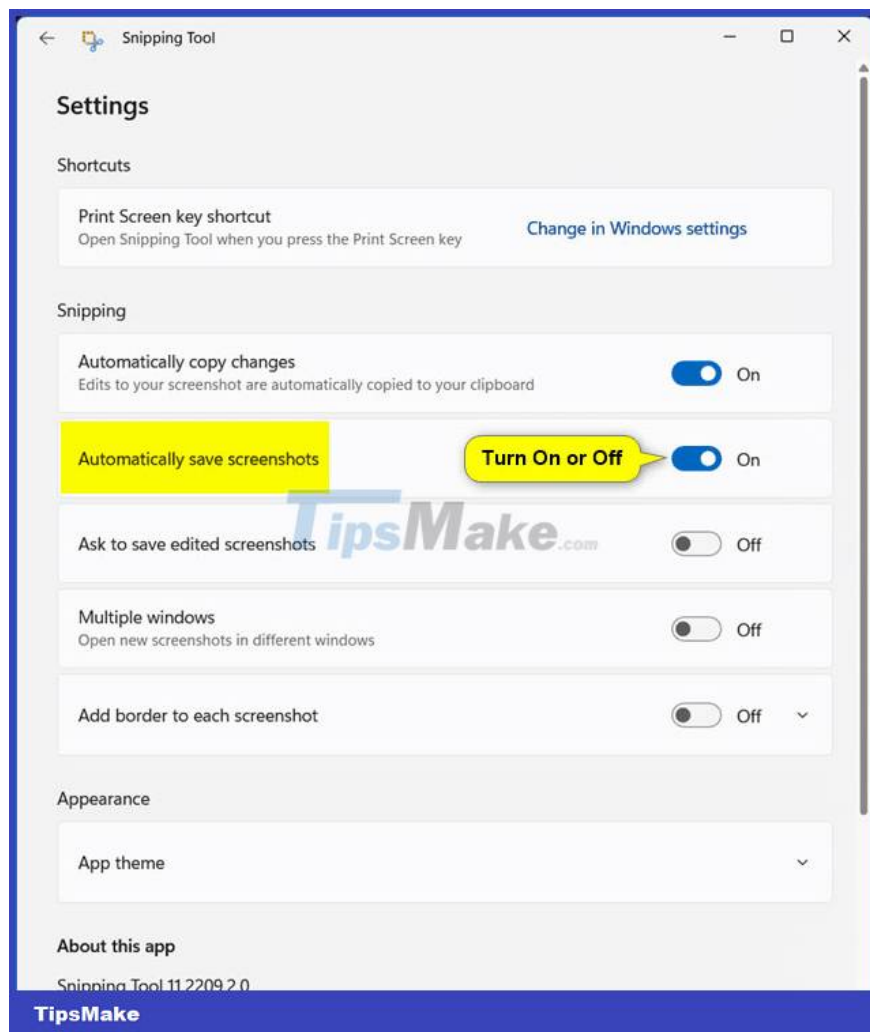 Snipping Tool
Settings
Shortcuts
Print Screen key shortcut
Open Snipping Tool when you press the Print Screen key
Change in Windows settings
Snipping
Automatically copy changes
Edits to your screenshot are automatically copied to your clipboard
On
Automatically save screenshots
Turn On or Off
On
TipsMake.com
Ask to save edited screenshots
Off
Multiple windows
Open new screenshots in different windows
Off
Add border to each screenshot
Off
Appearance
App theme
About this app
Snipping Tool 11.2209.2.0
TipsMake